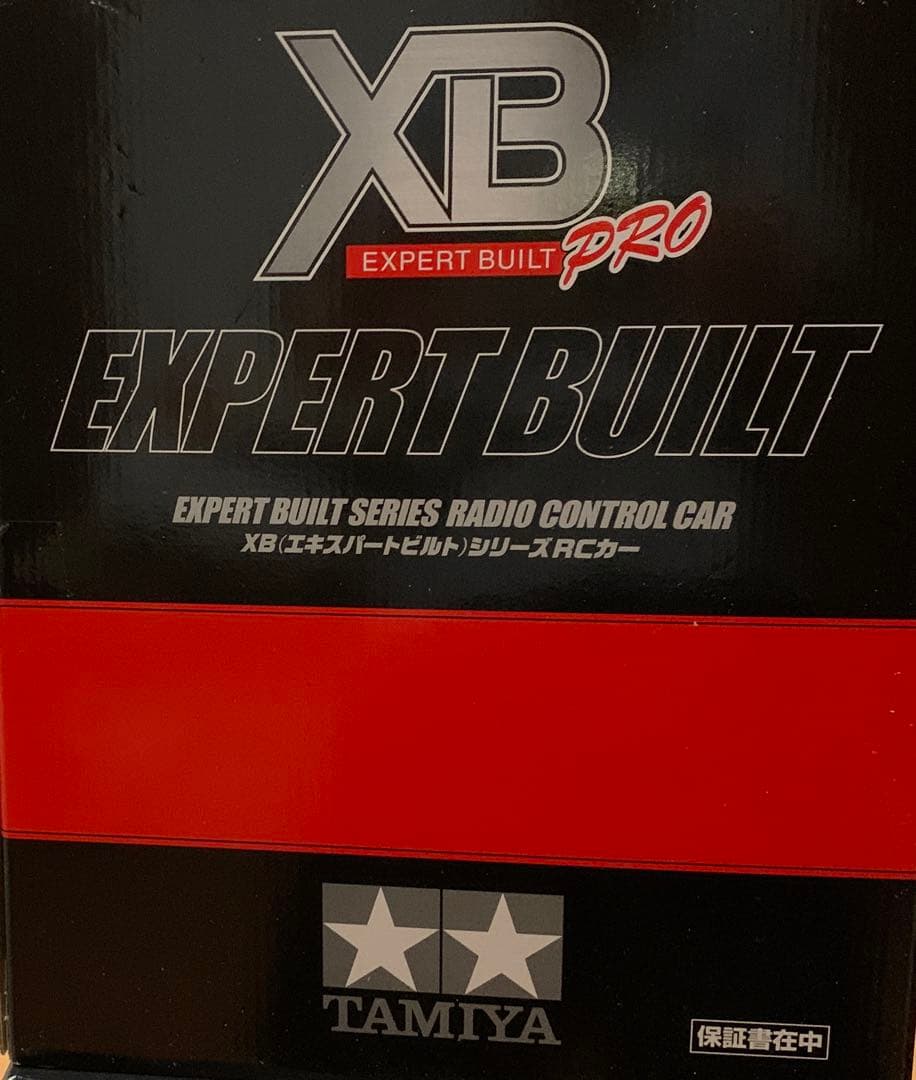 XB
EXPERT BUILT PRO
EXPERT BUILT
EXPERT BUILT SERIES RADIO CONTROL CAR
XB(エキスパートビルト)シリーズRCカー
TAMIYA
保証書在中